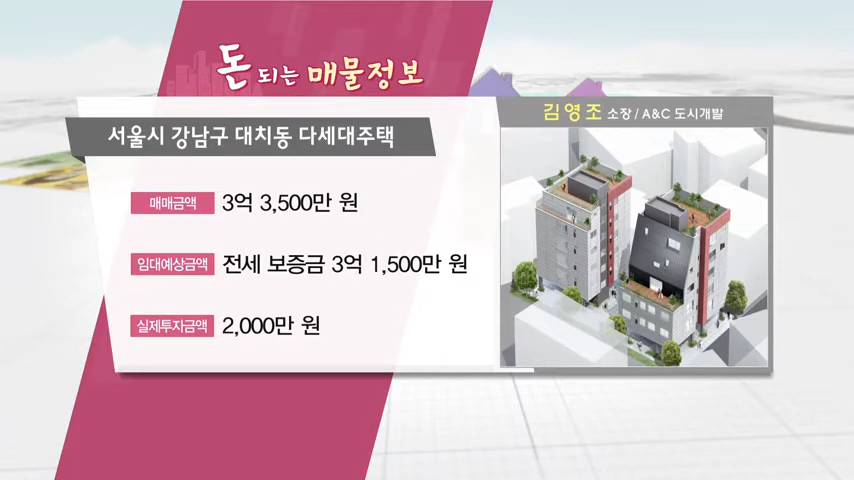 돈 되는 매물정보
김영조 소장 / A&C 도시개발
서울시 강남구 대치동 다세대주택
매매금액 3억 3,500만 원
임대예상금액 전세 보증금 3억 1,500만 원
실제투자금액 2,000만 원